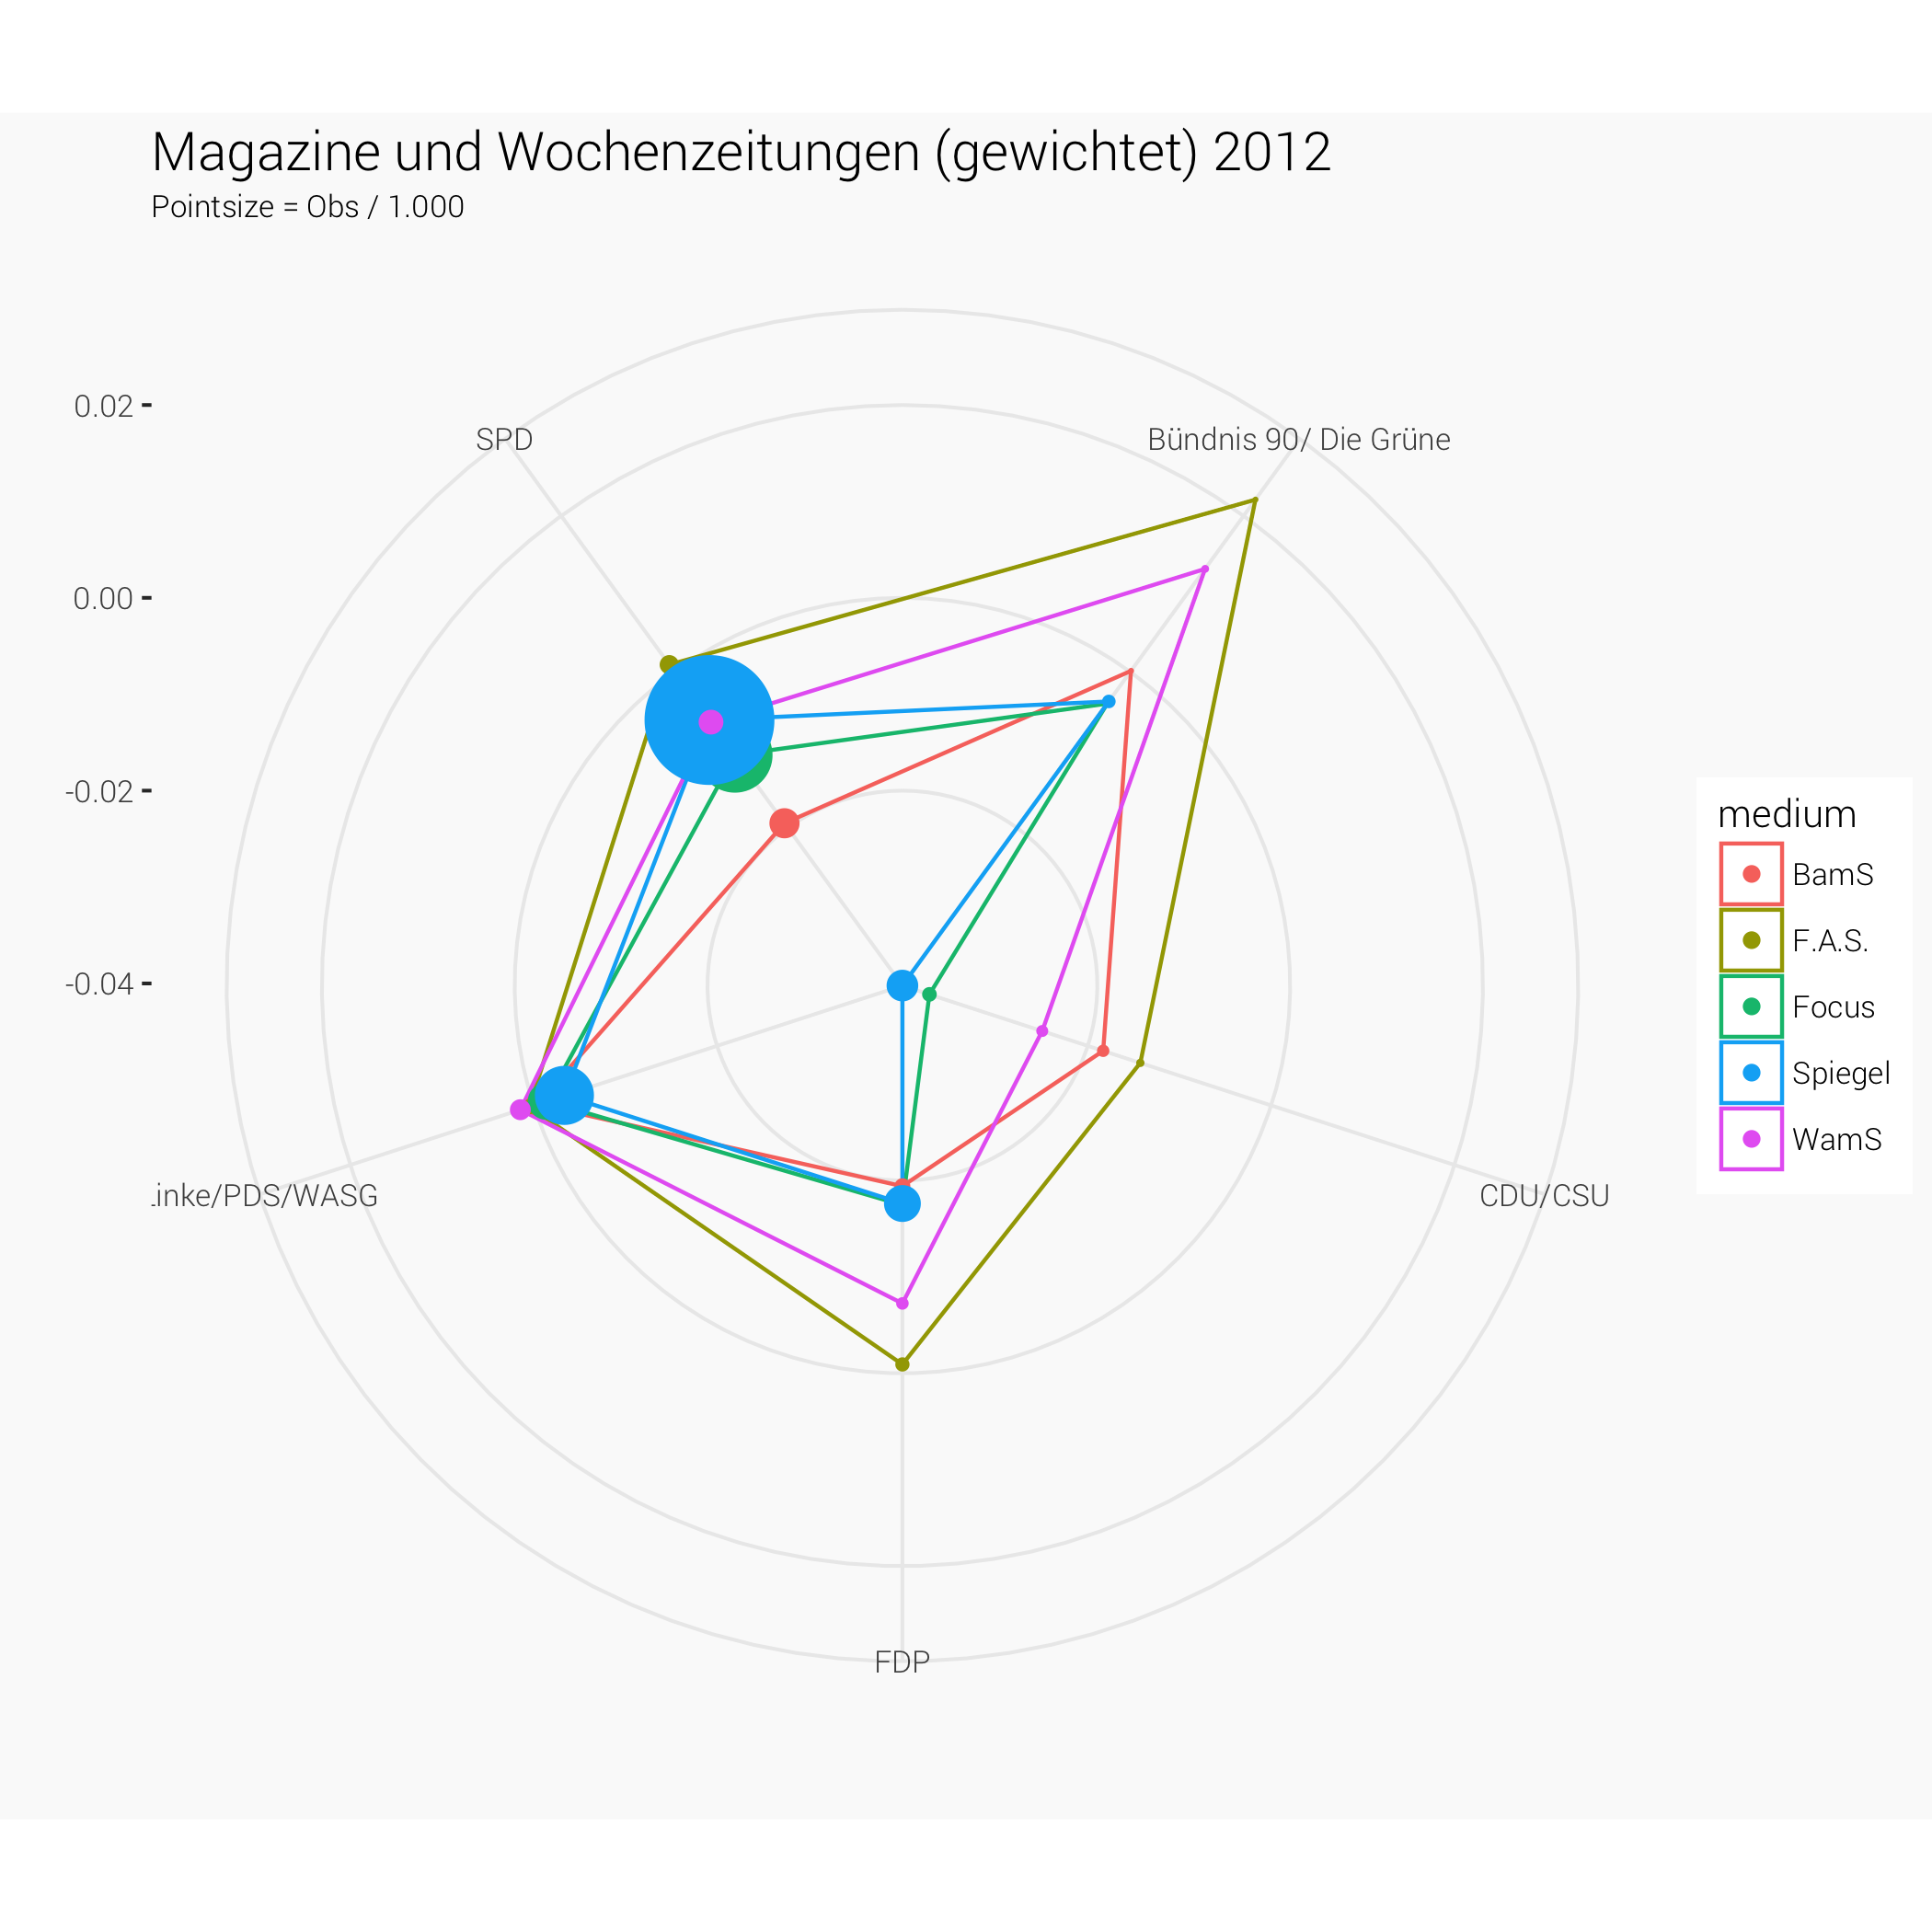 Magazine und Wochenzeitungen (gewichtet) 2012
Pointsize = Obs / 1.000
0.02
0.00
-0.02
-0.04
SPD
Bündnis 90/ Die Grüne
inke/PDS/WASG
CDU/CSU
FDP
medium
BamS
F.A.S.
Focus
Spiegel
WamS